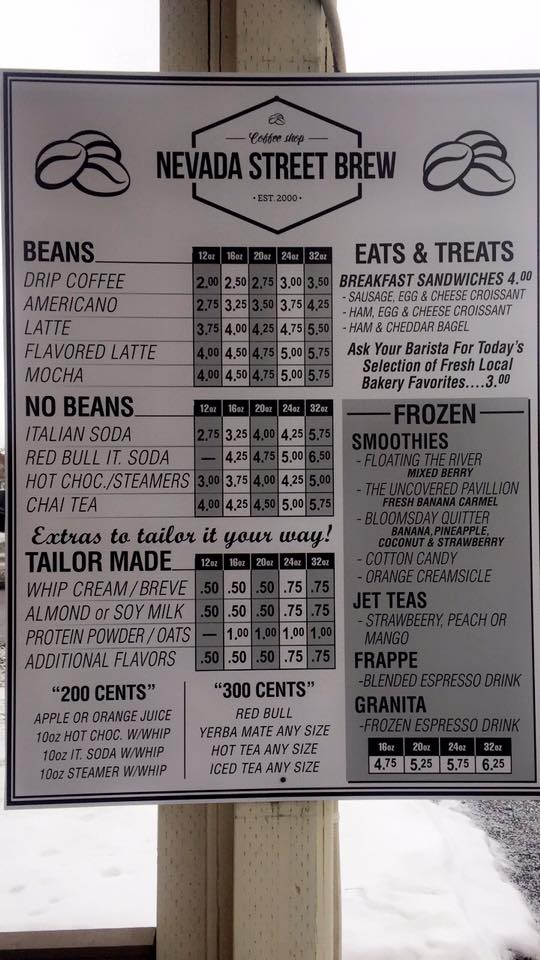 Coffee shop
NEVADA STREET BREW
• EST. 2000 •
BEANS 12oz 16oz 20oz 24oz 32oz
DRIP COFFEE 2.00 2.50 2.75 3.00 3.50
AMERICANO 2.75 3.25 3.50 3.75 4.25
LATTE 3.75 4.00 4.25 4.75 5.50
FLAVORED LATTE 4.00 4.50 4.75 5.00 5.75
MOCHA 4.00 4.50 4.75 5.00 5.75
NO BEANS 12oz 16oz 20oz 24oz 32oz
ITALIAN SODA 2.75 3.25 4.00 4.25 5.75
RED BULL IT. SODA — 4.25 4.75 5.00 6.50
HOT CHOC./STEAMERS 3.00 3.75 4.00 4.25 5.00
CHAI TEA 4.00 4.25 4.50 5.00 5.75
Extras to tailor it your way!
TAILOR MADE 12oz 16oz 20oz 24oz 32oz
WHIP CREAM / BREVE .50 .50 .50 .75 .75
ALMOND or SOY MILK .50 .50 .50 .75 .75
PROTEIN POWDER / OATS — 1.00 1.00 1.00 1.00
ADDITIONAL FLAVORS .50 .50 .50 .75 .75
"200 CENTS"
APPLE OR ORANGE JUICE
10oz HOT CHOC. W/WHIP
10oz IT. SODA W/WHIP
10oz STEAMER W/WHIP
"300 CENTS"
RED BULL
YERBA MATE ANY SIZE
HOT TEA ANY SIZE
ICED TEA ANY SIZE
EATS & TREATS
BREAKFAST SANDWICHES 4.00
- SAUSAGE, EGG & CHEESE CROISSANT
- HAM, EGG & CHEESE CROISSANT
- HAM & CHEDDAR BAGEL
Ask Your Barista For Today's
Selection of Fresh Local
Bakery Favorites....3.00
FROZEN
SMOOTHIES
- FLOATING THE RIVER
MIXED BERRY
- THE UNCOVERED PAVILLION
FRESH BANANA CARMEL
- BLOOMSDAY QUITTER
BANANA, PINEAPPLE,
COCONUT & STRAWBERRY
- COTTON CANDY
- ORANGE CREAMSICLE
JET TEAS
- STRAWBEERY, PEACH OR
MANGO
FRAPPE
-BLENDED ESPRESSO DRINK
GRANITA
-FROZEN ESPRESSO DRINK
16oz 20oz 24oz 32oz
4.75 5.25 5.75 6.25